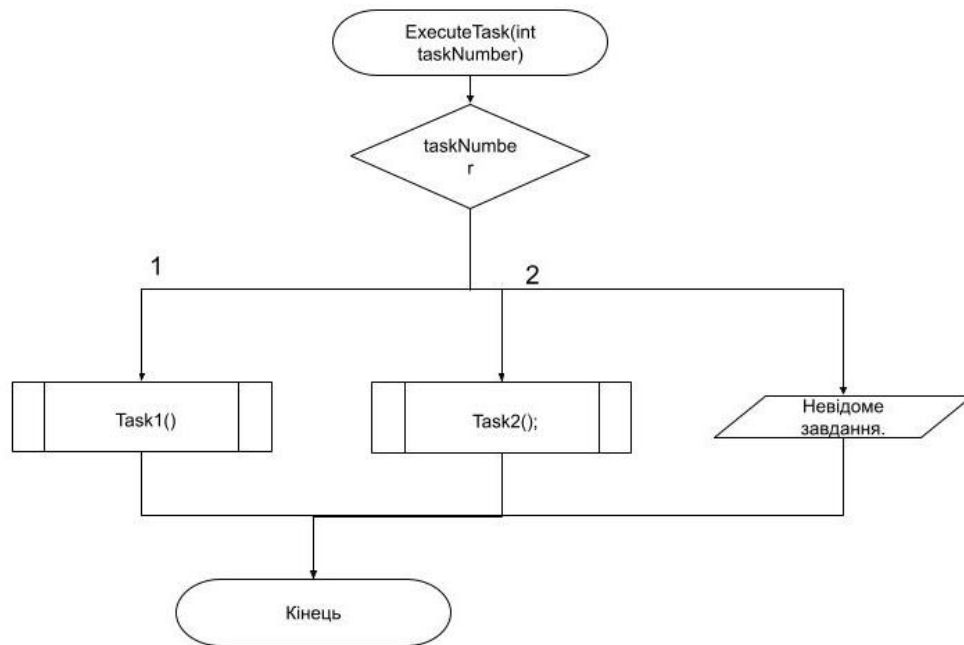 ExecuteTask(int
taskNumber)
taskNumbe
r
1
2
Task1()
Task2();
Невідоме
завдання.
Кінець